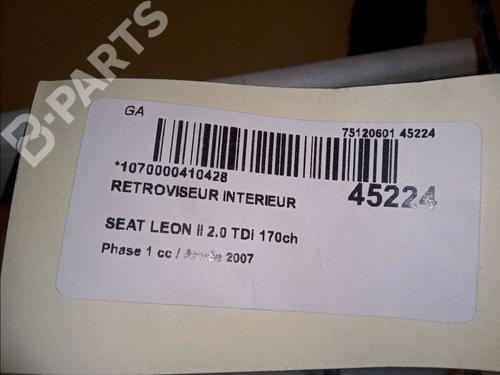 B-PARTS
GA
75120601 45224
*1070000410428
RETROVISEUR INTERIEUR
45224
SEAT LEON II 2.0 TDi 170ch
Phase 1 cc / Année 2007